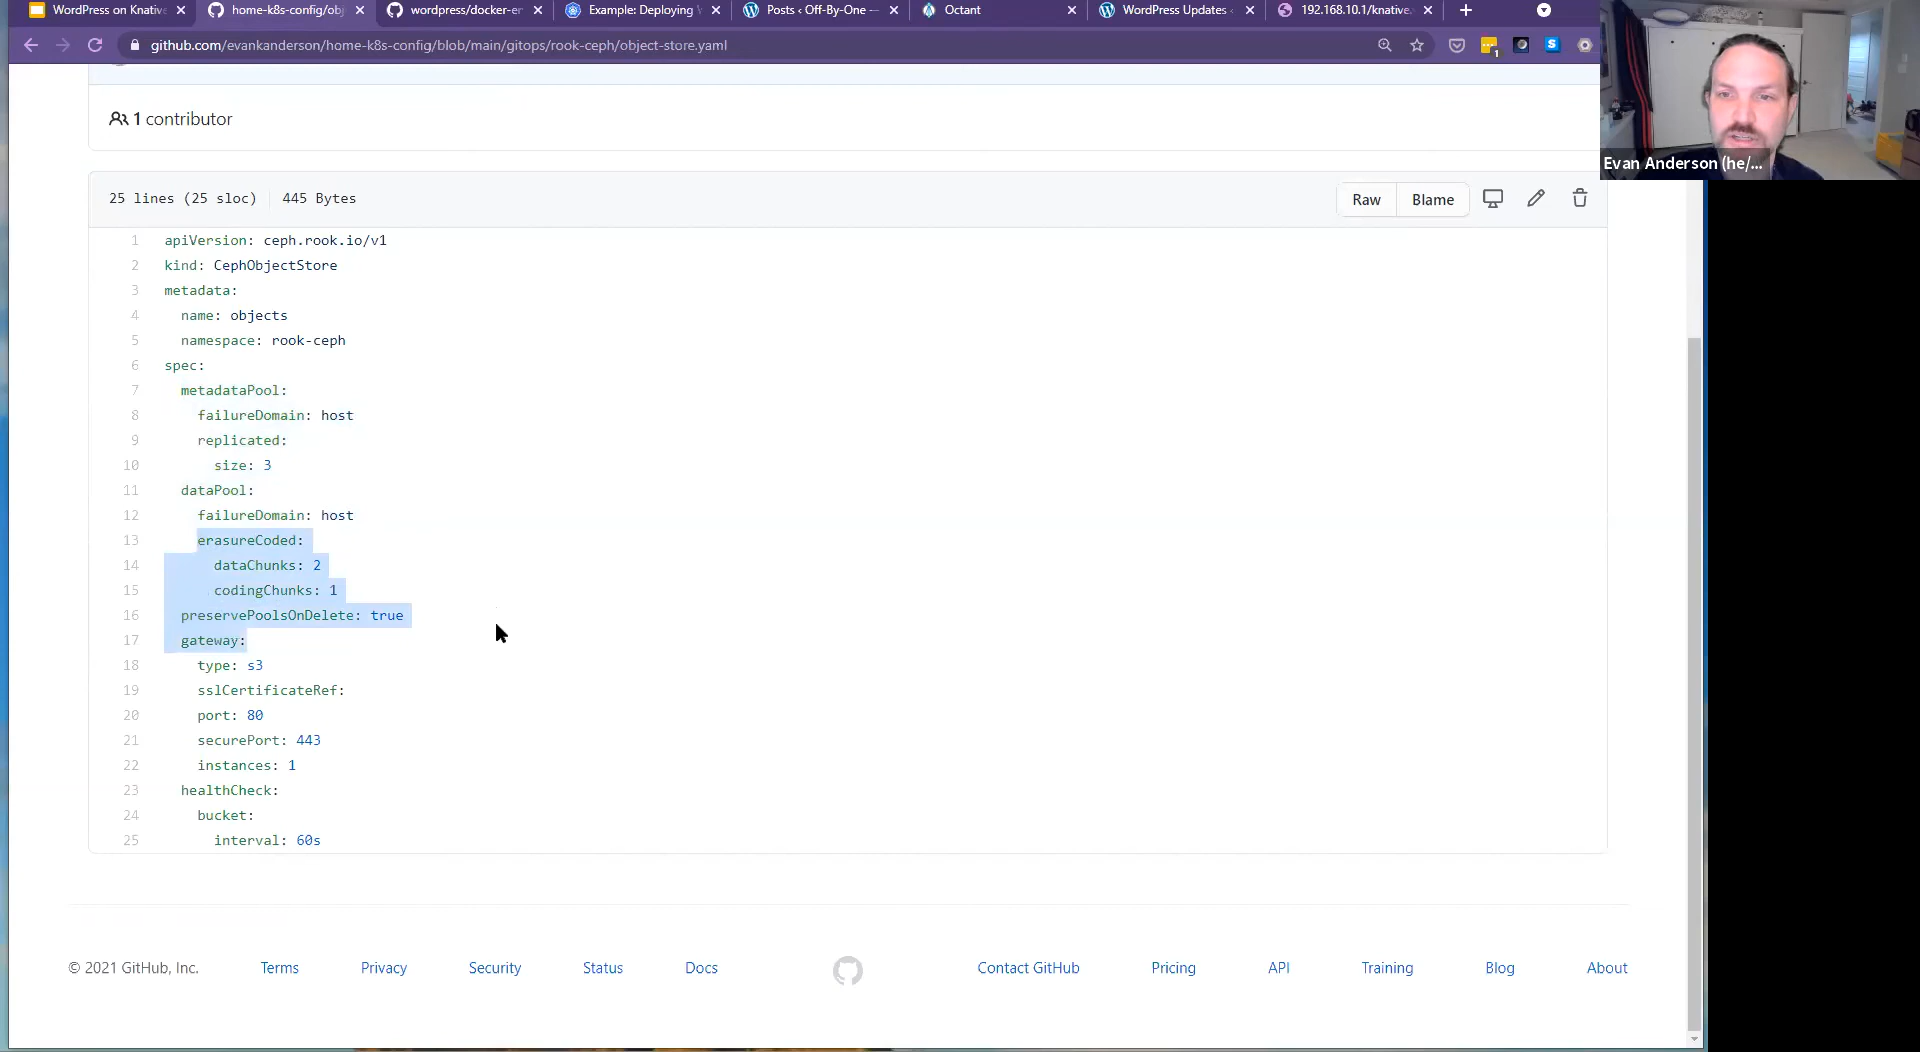 WordPress on Knative
home-k8s-config/obj
wordpress/docker-en
Example: Deploying
Posts ‹ Off-By-One —
Octant
WordPress Updates ‹
192.168.10.1/knative.
github.com/evankanderson/home-k8s-config/blob/main/gitops/rook-ceph/object-store.yaml
1
S
Evan Anderson (he/...
1 contributor
25 lines (25 sloc) 445 Bytes
Raw Blame
1 apiVersion: ceph.rook.io/v1
2 kind: CephObjectStore
3 metadata:
4 name: objects
5 namespace: rook-ceph
6 spec:
7 metadataPool:
8 failureDomain: host
9 replicated:
10 size: 3
11 dataPool:
12 failureDomain: host
13 erasureCoded:
14 dataChunks: 2
15 codingChunks: 1
16 preservePoolsOnDelete: true
17 gateway:
18 type: s3
19 sslCertificateRef:
20 port: 80
21 securePort: 443
22 instances: 1
23 healthCheck:
24 bucket:
25 interval: 60s
© 2021 GitHub, Inc. Terms Privacy Security Status Docs Contact GitHub Pricing API Training Blog About